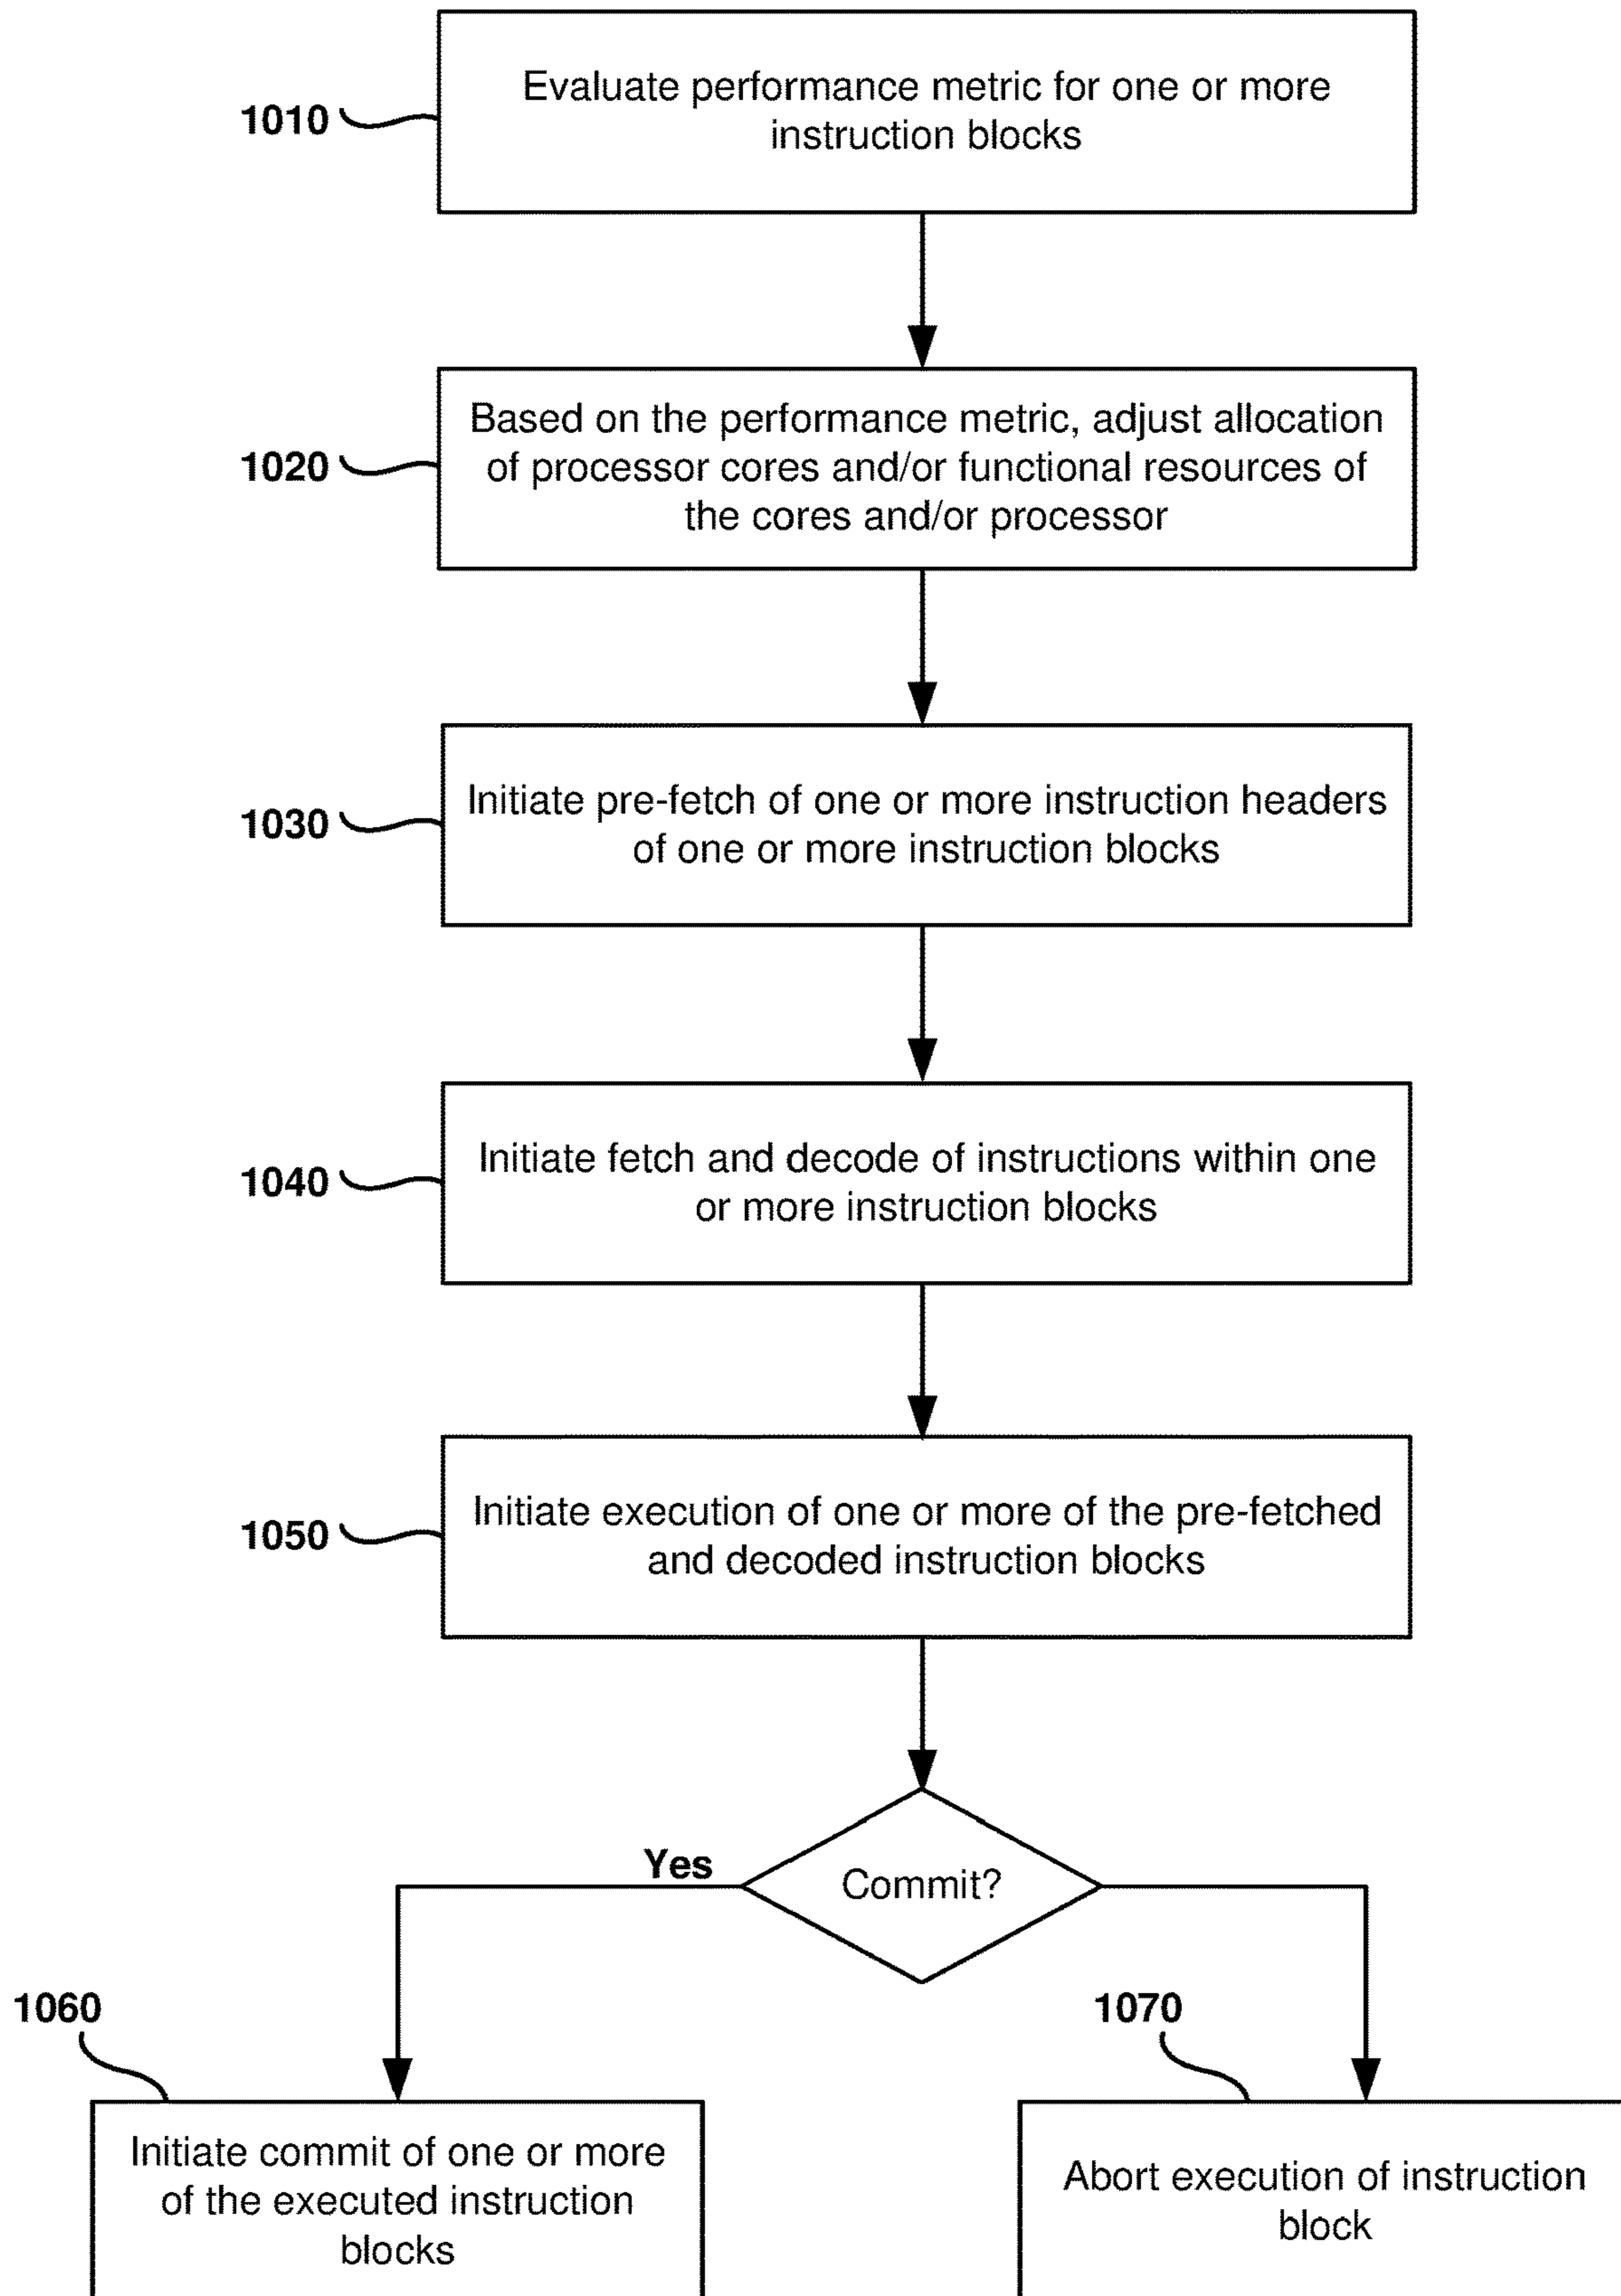 Evaluate performance metric for one or more
1010
instruction blocks
Based on the performance metric, adjust allocation
1020
of processor cores and/or functional resources of
the cores and/or processor
Initiate pre-fetch of one or more instruction headers
1030
of one or more instruction blocks
Initiate fetch and decode of instructions within one
1040
or more instruction blocks
Initiate execution of one or more of the pre-fetched
1050
and decoded instruction blocks
Yes
Commit?
1060
1070
Initiate commit of one or more
of the executed instruction
blocks
Abort execution of instruction
block